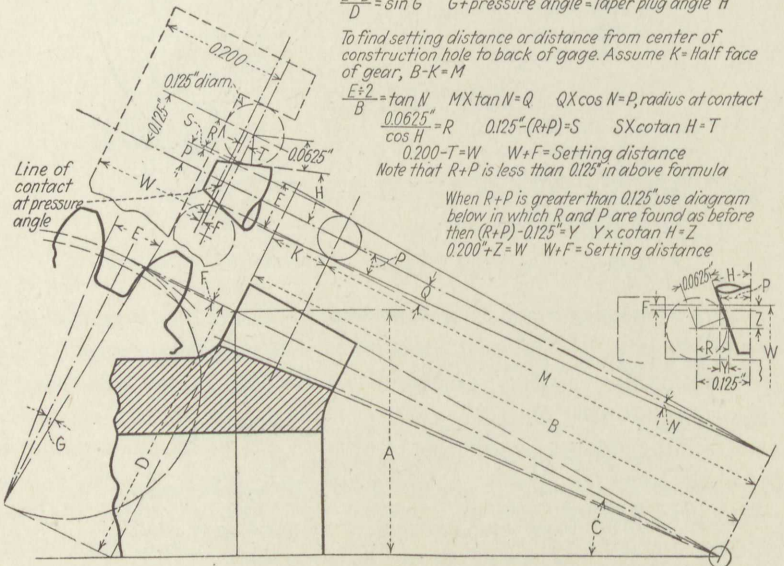 D = sin G G+pressure angle = Taper plug angle H
To find setting distance or distance from center of
construction hole to back of gage. Assume K = Half face
of gear, B-K = M
E÷2/B = tan N MXtan N = Q QXcos N = P, radius at contact
0.0625"/cos H = R 0.125"-(R+P) = S SXcotan H = T
0.200-T = W W+F = Setting distance
Note that R+P is less than 0.125" in above formula
When R+P is greater than 0.125" use diagram
below in which R and P are found as before
then (R+P)-0.125" = Y Y x cotan H = Z
0.200"+Z = W W+F = Setting distance
0.200
0.125" diam.
0.125"
S
R
P
T
0.0625"
H
W
E
Line of
contact
at pressure
angle
F
E
K
P
Q
F
M
B
N
A
C
D
G
0.0625"
H
P
F
Z
R
W
Y
0.125"